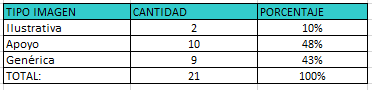 TIPO IMAGEN CANTIDAD PORCENTAJE
Ilustrativa 2 10%
Apoyo 10 48%
Genérica 9 43%
TOTAL: 21 100%